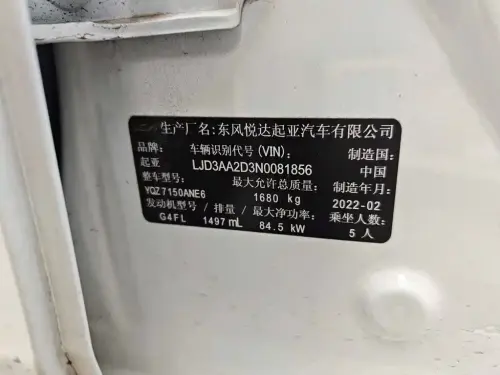 生产厂名:东风悦达起亚汽车有限公司
品牌: 车辆识别代号(VIN): 制造国:
起亚 LJD3AA2D3N0081856 中国
整车型号: 最大允许总质量: 制造年月:
YQZ7150ANE6 1680 kg 2022-02
发动机型号 / 排量 / 最大净功率: 乘坐人数:
G4FL 1497mL 84.5 kW 5 人